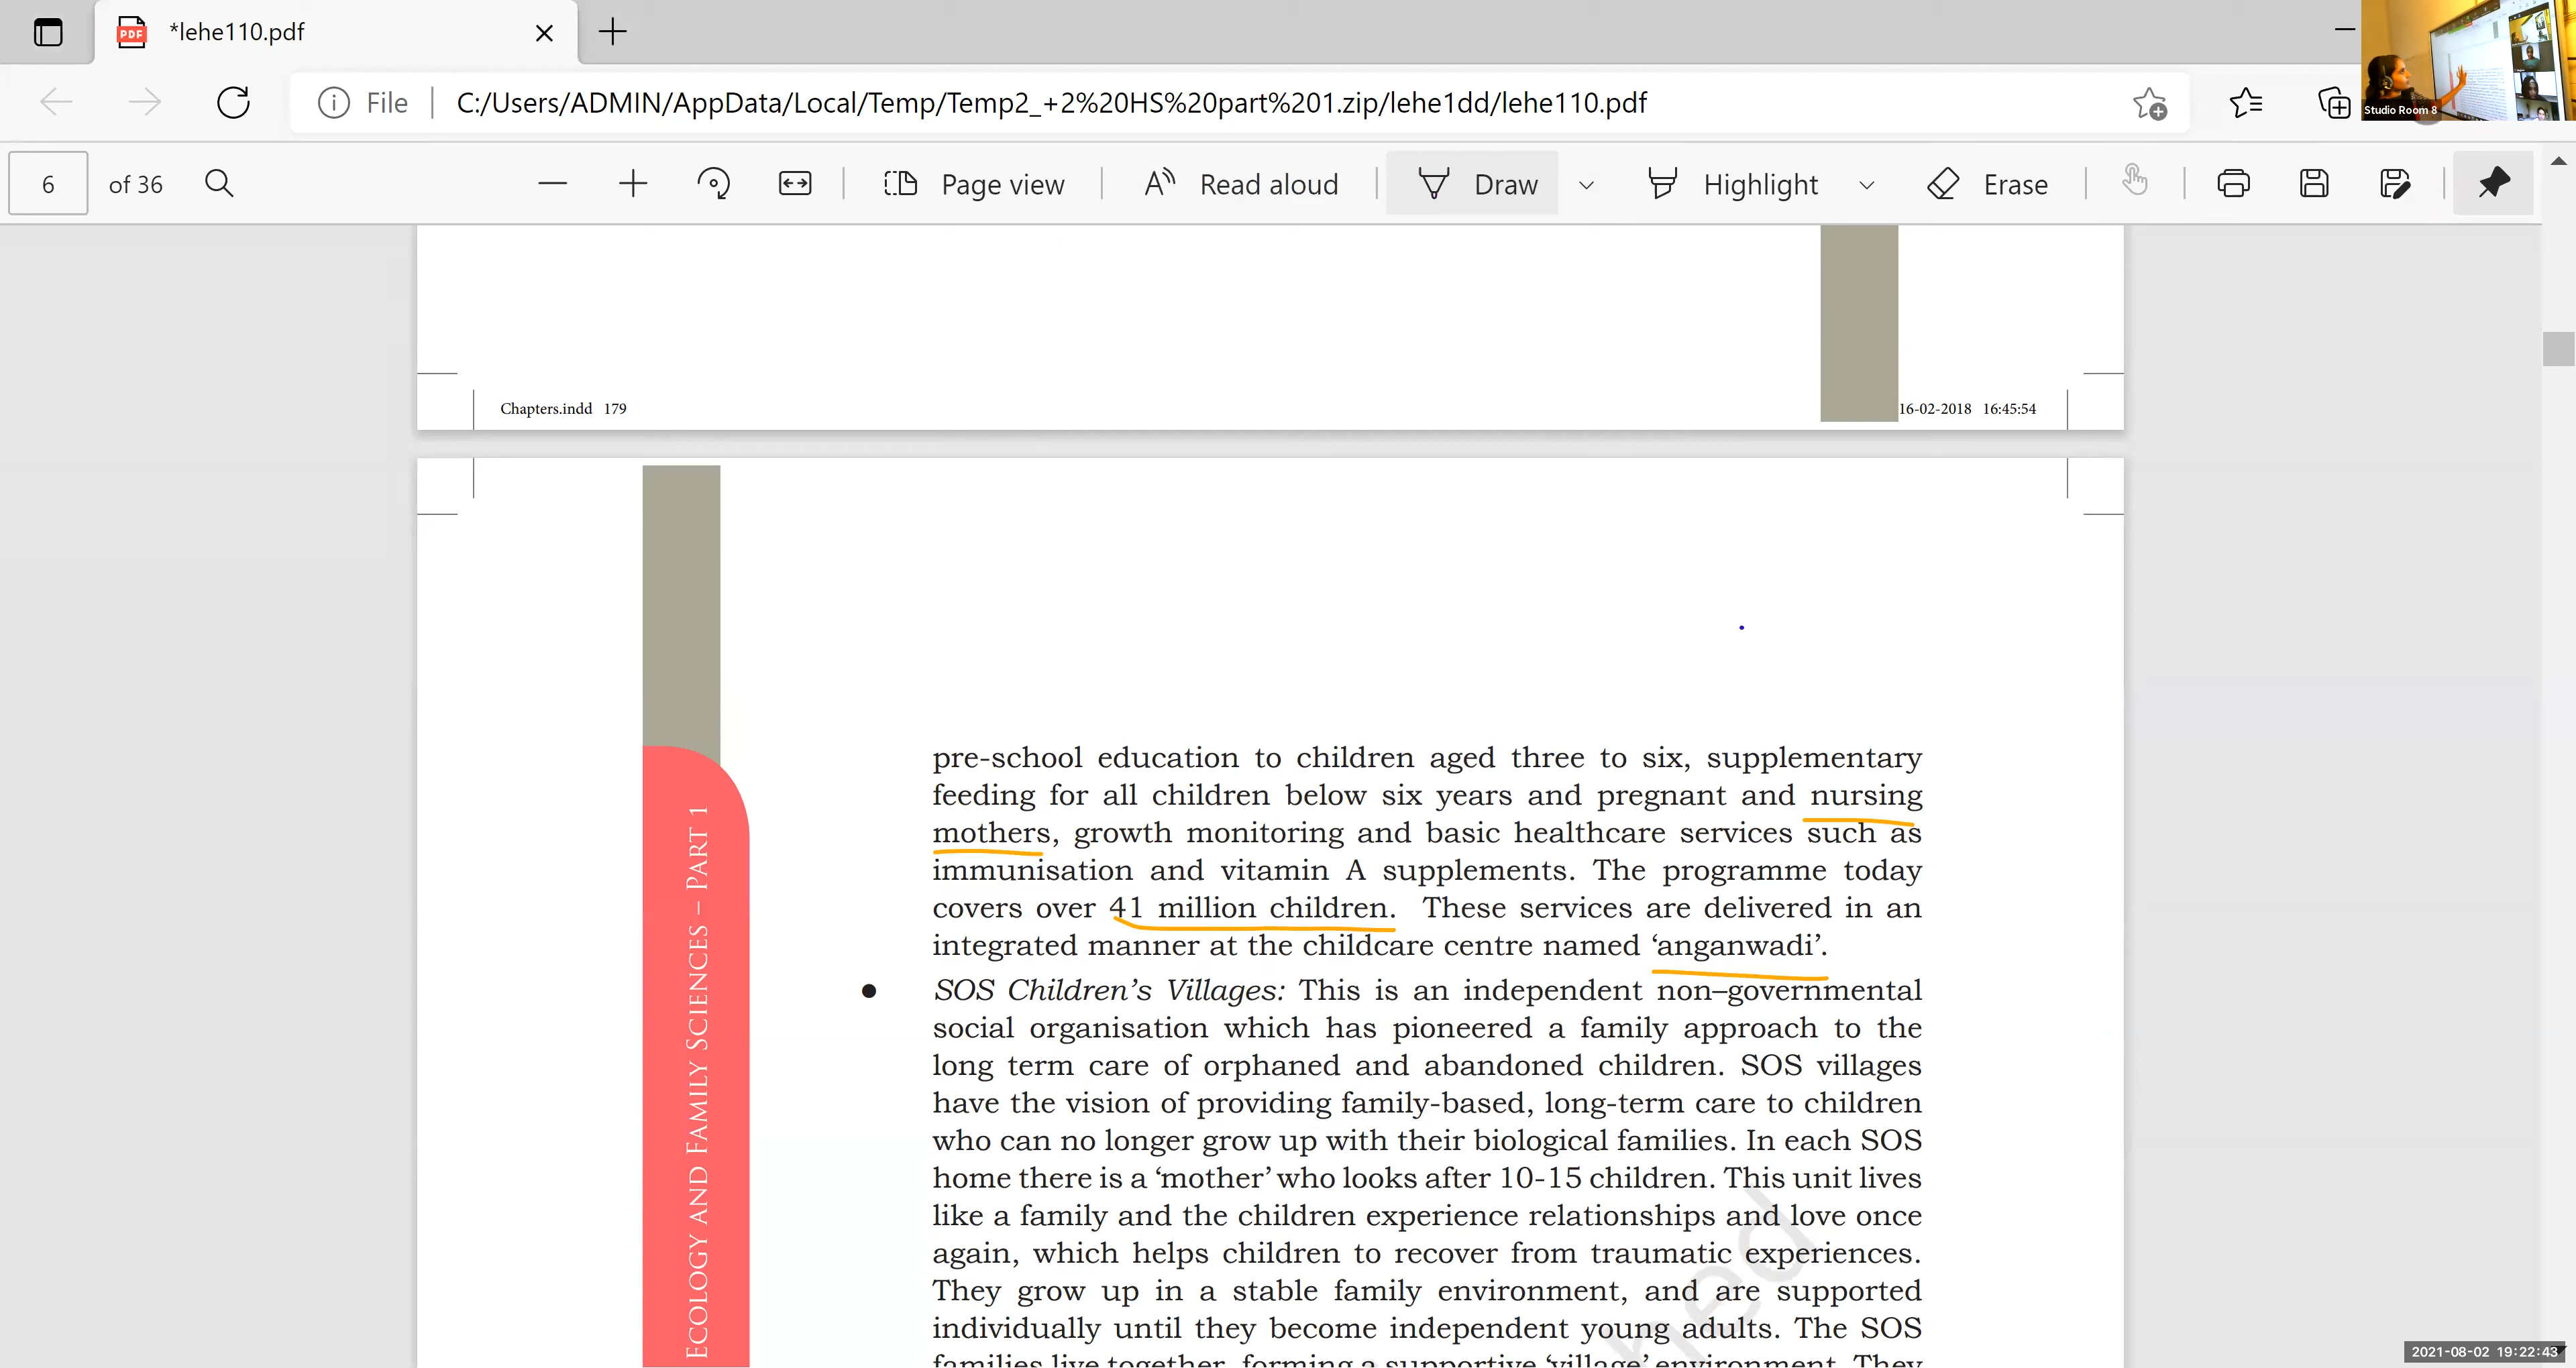 *lehe110.pdf
File
C:/Users/ADMIN/AppData/Local/Temp/Temp2_+2%20HS%20part%201.zip/lehe1dd/lehe110.pdf
Studio Room 8
6 of 36
Page view
Read aloud
Draw
Highlight
Erase
Chapters.indd 179
16-02-2018 16:45:54
ECOLOGY AND FAMILY SCIENCES – PART 1
pre-school education to children aged three to six, supplementary
feeding for all children below six years and pregnant and nursing
mothers, growth monitoring and basic healthcare services such as
immunisation and vitamin A supplements. The programme today
covers over 41 million children. These services are delivered in an
integrated manner at the childcare centre named ‘anganwadi’.
● SOS Children’s Villages: This is an independent non–governmental
social organisation which has pioneered a family approach to the
long term care of orphaned and abandoned children. SOS villages
have the vision of providing family-based, long-term care to children
who can no longer grow up with their biological families. In each SOS
home there is a ‘mother’ who looks after 10-15 children. This unit lives
like a family and the children experience relationships and love once
again, which helps children to recover from traumatic experiences.
They grow up in a stable family environment, and are supported
individually until they become independent young adults. The SOS
families live together, forming a supportive ‘village’ environment. They
hed
2021-08-02 19:22:43